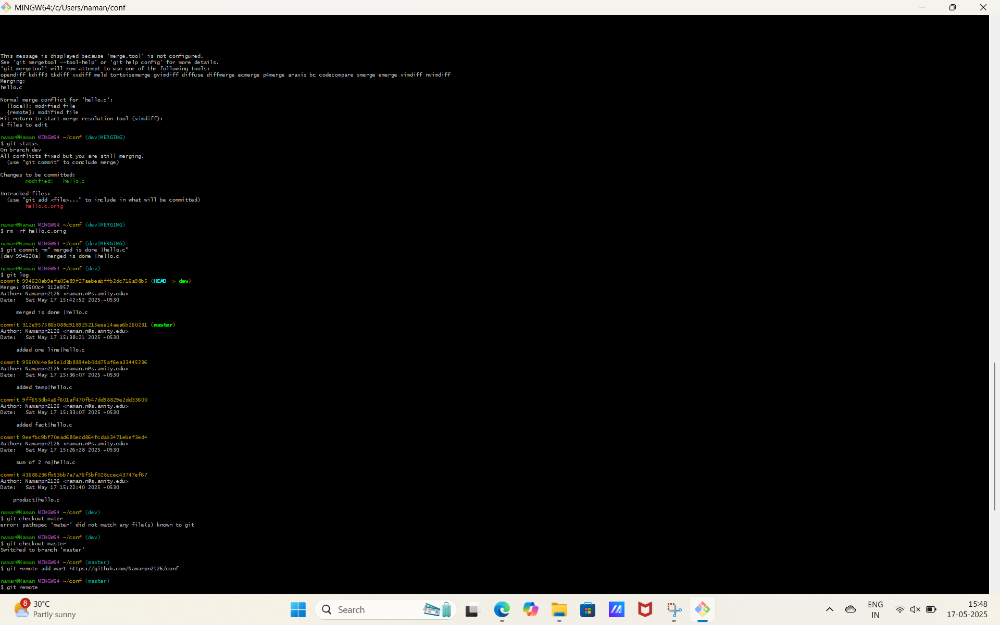 MINGW64:/c/Users/naman/conf
This message is displayed because 'merge.tool' is not configured.
See 'git mergetool --tool-help' or 'git help config' for more details.
'git mergetool' will now attempt to use one of the following tools:
opendiff kdiff3 tkdiff xxdiff meld tortoisemerge gvimdiff diffuse diffmerge ecmerge p4merge araxis bc codecompare smerge emerge vimdiff nvimdiff
Merging:
hello.c
Normal merge conflict for 'hello.c':
  {local}: modified file
  {remote}: modified file
Hit return to start merge resolution tool (vimdiff):
4 files to edit
naman@Naman MINGW64 ~/conf (dev|MERGING)
$ git status
On branch dev
All conflicts fixed but you are still merging.
  (use "git commit" to conclude merge)
Changes to be committed:
        modified:   hello.c
Untracked files:
  (use "git add <file>..." to include in what will be committed)
        hello.c.orig
naman@Naman MINGW64 ~/conf (dev|MERGING)
$ rm -rf hello.c.orig
naman@Naman MINGW64 ~/conf (dev|MERGING)
$ git commit -m" merged is done |hello.c"
[dev 994620a]  merged is done |hello.c
naman@Naman MINGW64 ~/conf (dev)
$ git log
commit 994620ab9efa05e89f27aebeabffb2dc716a98b5 (HEAD -> dev)
Merge: 95600c4 312e957
Author: Namanpn2126 <naman.n@s.amity.edu>
Date:   Sat May 17 15:42:52 2025 +0530
     merged is done |hello.c
commit 312e957586b088c918925215eee14aea6b260231 (master)
Author: Namanpn2126 <naman.n@s.amity.edu>
Date:   Sat May 17 15:38:21 2025 +0530
     added one line|hello.c
commit 95600c4e8e5e1d3b8894eb0dd75af6ea33445236
Author: Namanpn2126 <naman.n@s.amity.edu>
Date:   Sat May 17 15:36:07 2025 +0530
     added temp|hello.c
commit 9ff653db4a6f601af470fb47dd98829e2dd33600
Author: Namanpn2126 <naman.n@s.amity.edu>
Date:   Sat May 17 15:33:07 2025 +0530
     added fact|hello.c
commit 9eefbc9bf70ead680ecd864fcdab3471ebef3ed4
Author: Namanpn2126 <naman.n@s.amity.edu>
Date:   Sat May 17 15:26:28 2025 +0530
     sum of 2 no|hello.c
commit 43686236fb63bb7a7a76f5bf028ccec43747ef67
Author: Namanpn2126 <naman.n@s.amity.edu>
Date:   Sat May 17 15:22:40 2025 +0530
    product|hello.c
naman@Naman MINGW64 ~/conf (dev)
$ git checkout mater
error: pathspec 'mater' did not match any file(s) known to git
naman@Naman MINGW64 ~/conf (dev)
$ git checkout master
Switched to branch 'master'
naman@Naman MINGW64 ~/conf (master)
$ git remote add war1 https://github.com/Namanpn2126/conf
naman@Naman MINGW64 ~/conf (master)
$ git remote
8
30°C
Partly sunny
Search
ENG
IN
15:48
17-05-2025